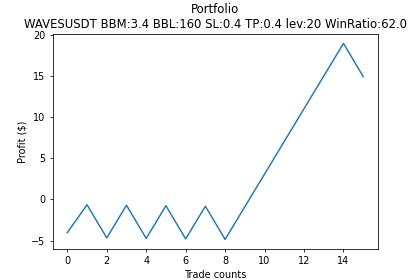 Portfolio
WAVESUSDT BBM:3.4 BBL:160 SL:0.4 TP:0.4 lev:20 WinRatio:62.0
20
15
10
5
0
−5
Profit ($)
0 2 4 6 8 10 12 14
Trade counts